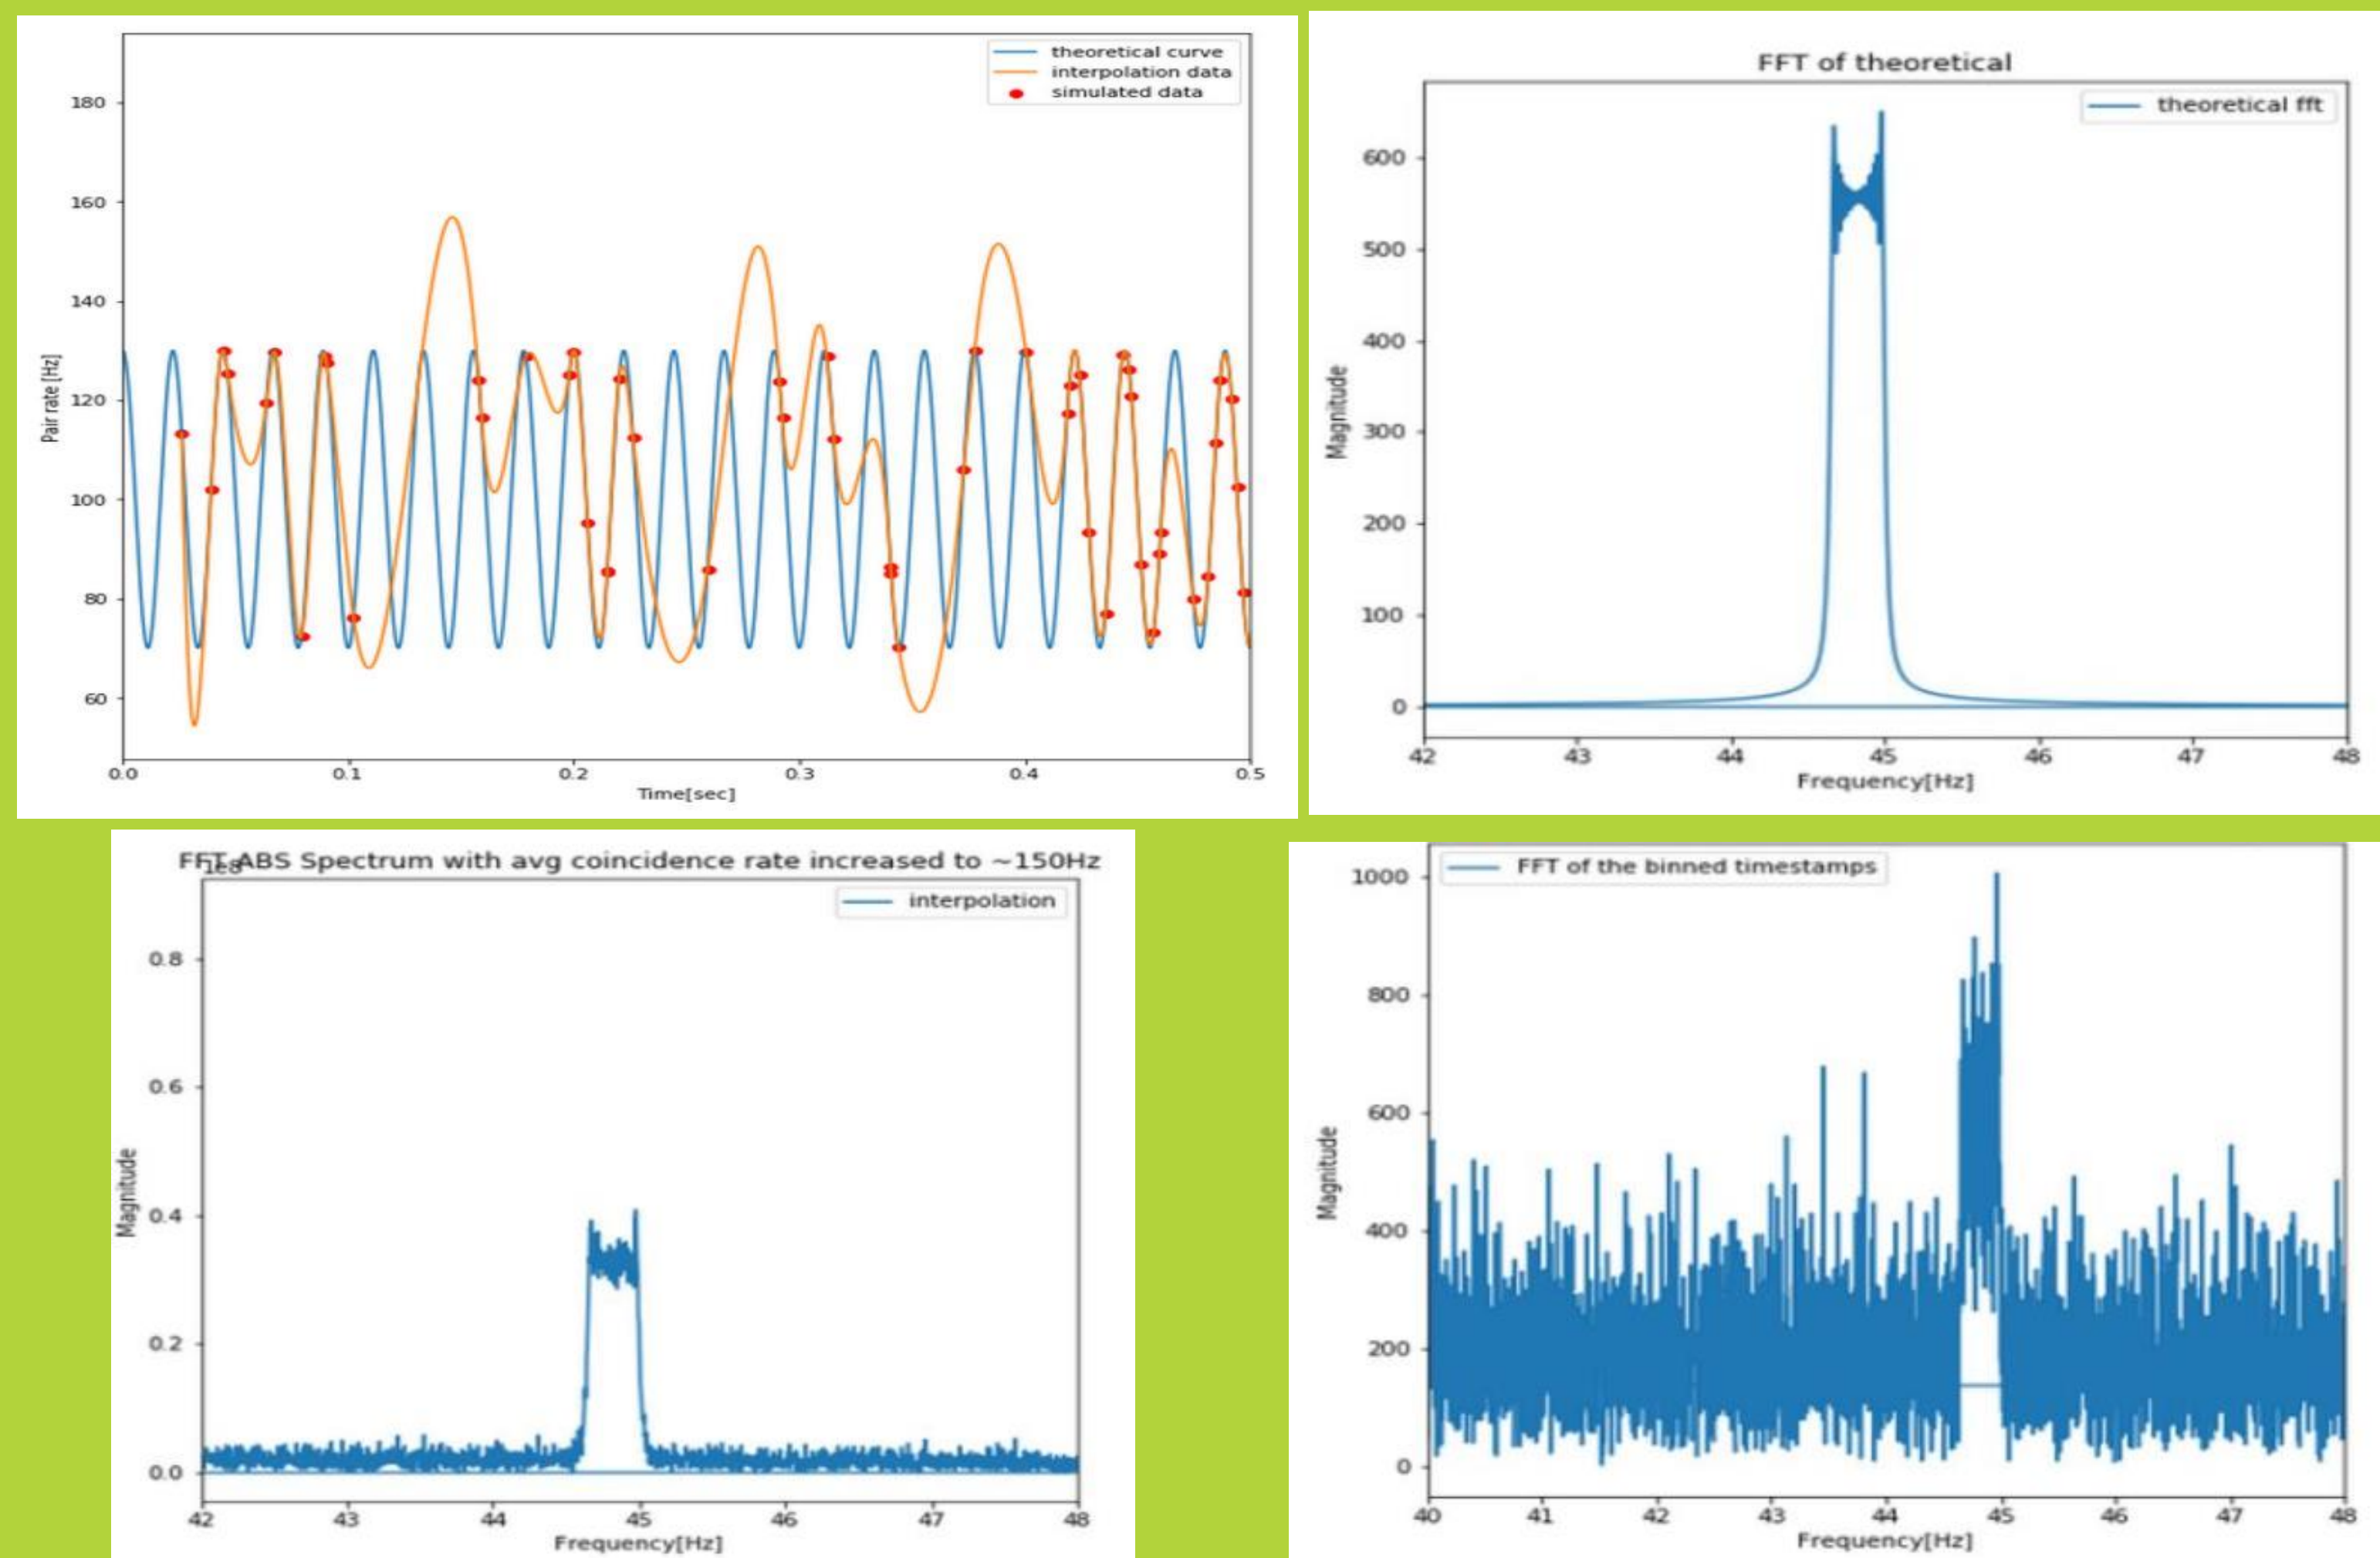 theoretical curve
interpolation data
simulated data
180
160
140
120
100
80
60
Pair rate [Hz]
0.0 0.1 0.2 0.3 0.4 0.5
Time[sec]
FFT of theoretical
theoretical fft
600
500
400
300
200
100
0
Magnitude
42 43 44 45 46 47 48
Frequency[Hz]
FFT ABS Spectrum with avg coincidence rate increased to ~150Hz
1e8
interpolation
0.8
0.6
0.4
0.2
0.0
Magnitude
42 43 44 45 46 47 48
Frequency[Hz]
FFT of the binned timestamps
1000
800
600
400
200
0
Magnitude
40 41 42 43 44 45 46 47 48
Frequency[Hz]